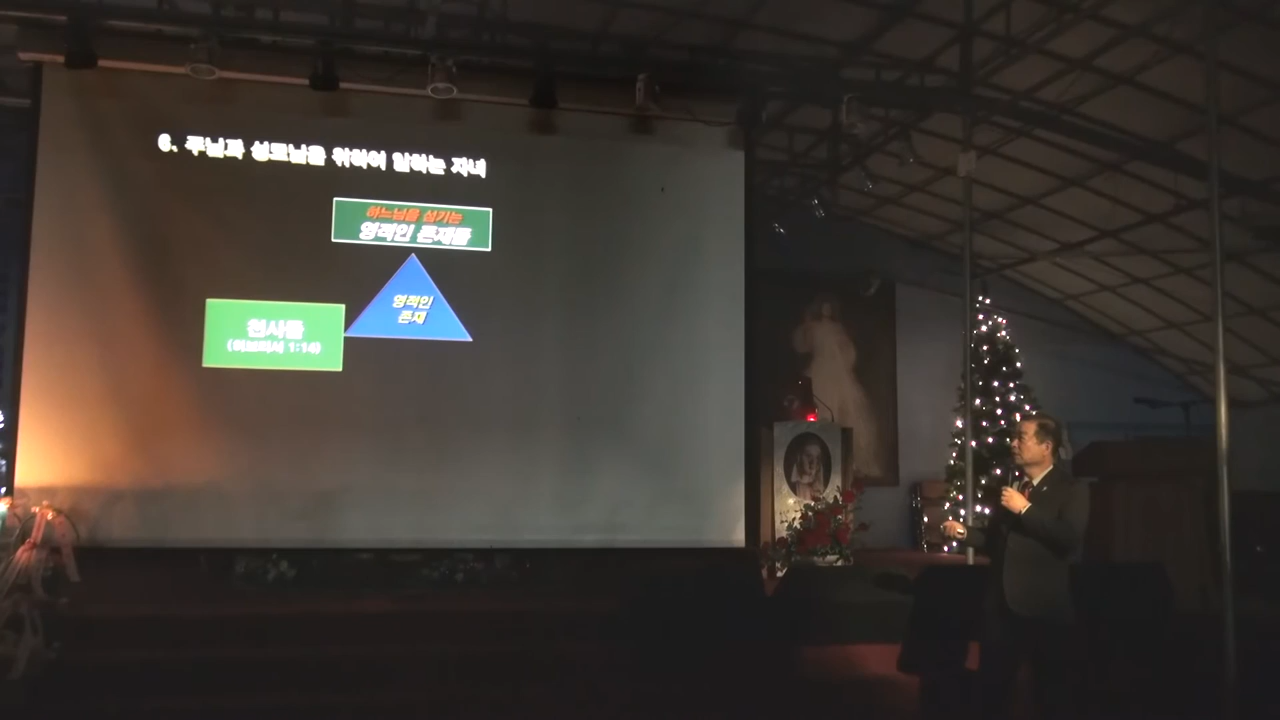 6. 주님과 성모님을 위하여 일하는 자녀
하느님을 섬기는
영적인 존재들
영적인
존재
천사들
(히브리서 1:14)